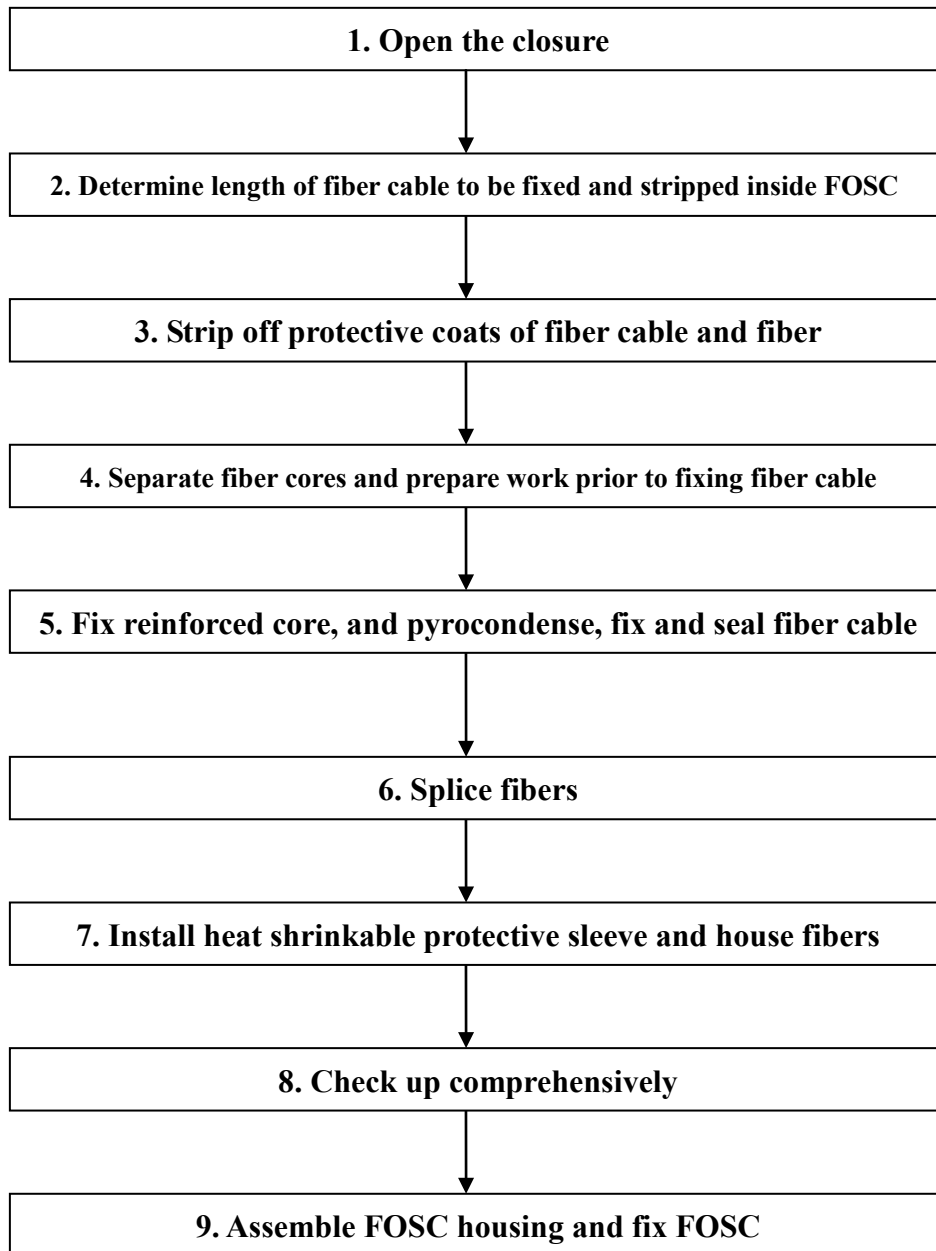 1. Open the closure
2. Determine length of fiber cable to be fixed and stripped inside FOSC
3. Strip off protective coats of fiber cable and fiber
4. Separate fiber cores and prepare work prior to fixing fiber cable
5. Fix reinforced core, and pyrocondense, fix and seal fiber cable
6. Splice fibers
7. Install heat shrinkable protective sleeve and house fibers
8. Check up comprehensively
9. Assemble FOSC housing and fix FOSC